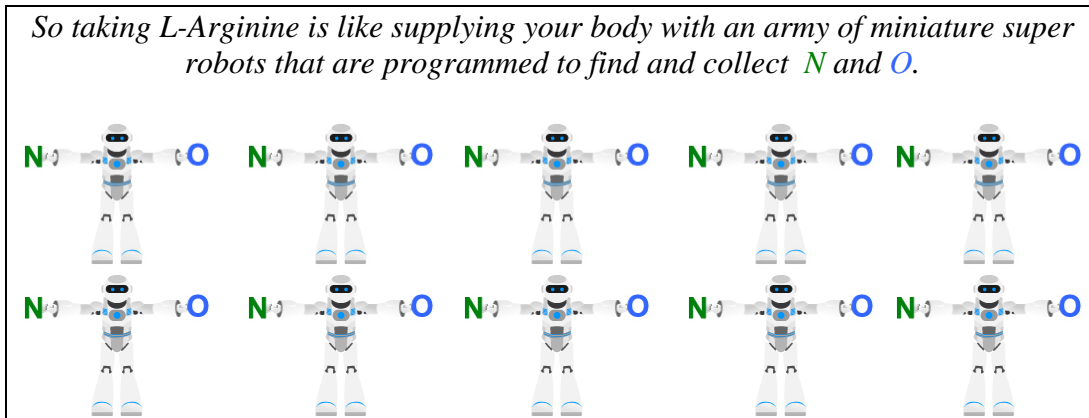 So taking L-Arginine is like supplying your body with an army of miniature super
robots that are programmed to find and collect N and O.
N O N O N O N O N O
N O N O N O N O N O